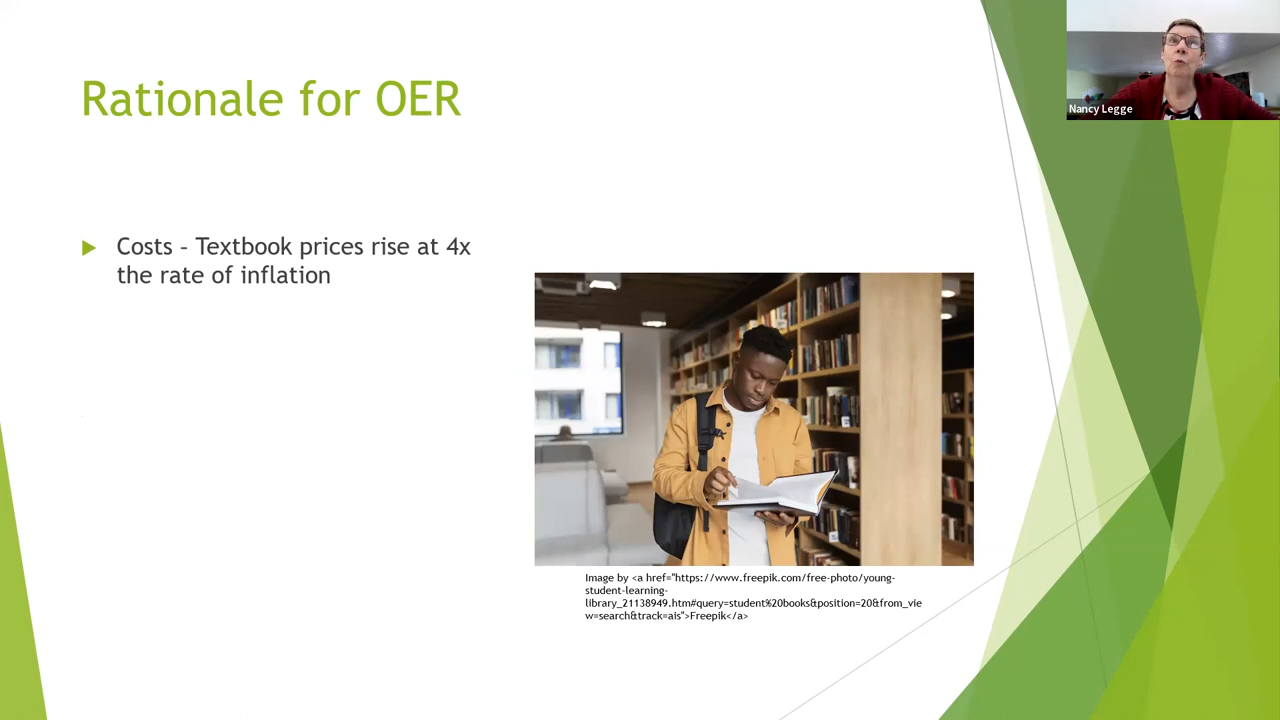 Rationale for OER
Nancy Legge
Costs – Textbook prices rise at 4x
the rate of inflation
Image by <a href="https://www.freepik.com/free-photo/young-
student-learning-
library_21138949.htm#query=student%20books&position=20&from_vie
w=search&track=ais">Freepik</a>